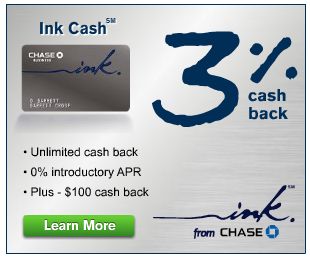 Ink Cash℠
CHASE
BUSINESS
ink.
D BARRETT
BARRETT GROUP
3%
cash
back
• Unlimited cash back
• 0% introductory APR
• Plus - $100 cash back
Learn More
ink.℠
from CHASE